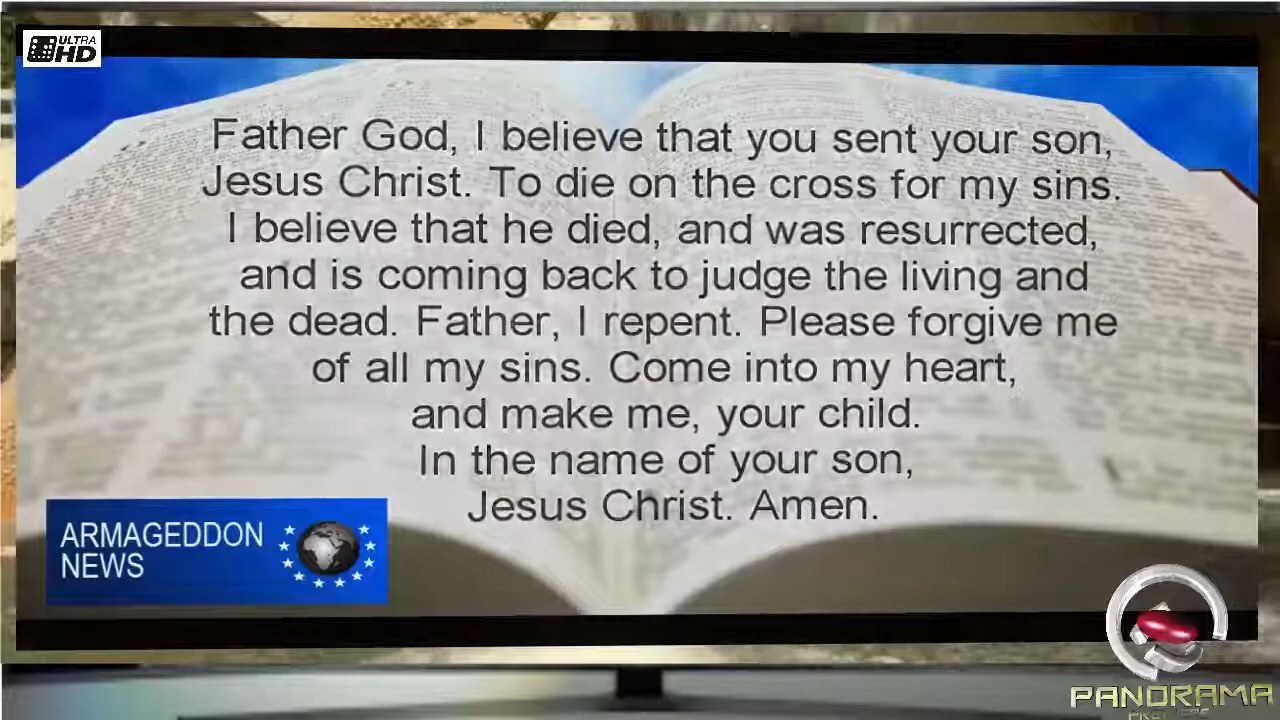 ULTRA
HD
Father God, I believe that you sent your son,
Jesus Christ. To die on the cross for my sins.
I believe that he died, and was resurrected,
and is coming back to judge the living and
the dead. Father, I repent. Please forgive me
of all my sins. Come into my heart,
and make me, your child.
In the name of your son,
Jesus Christ. Amen.
ARMAGEDDON
NEWS
PANORAMA